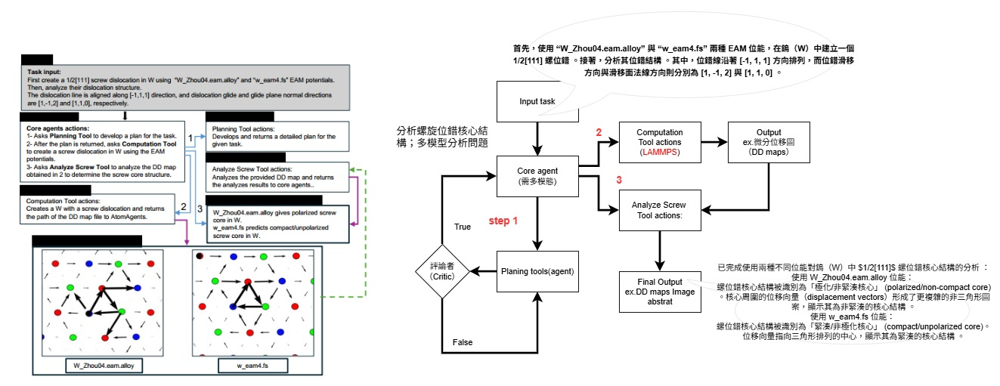 Task input:
First create a 1/2[111] screw dislocation in W using "W_Zhou04.eam.alloy" and "w_eam4.fs" EAM potentials.
Then, analyze their dislocation structure.
The dislocation line is aligned along [-1,1,1] direction, and dislocation glide and glide plane normal directions
are [1,-1,2] and [1,1,0], respectively.
Core agents actions:
1- Asks Planning Tool to develop a plan for the task.
2- After the plan is returned, asks Computation Tool
to create a screw dislocation in W using the EAM
potentials.
3- Asks Analyze Screw Tool to analyze the DD map
obtained in 2 to determine the screw core structure.
1
Planning Tool actions:
Develops and returns a detailed plan for the
given task.
Analyze Screw Tool actions:
Analyzes the provided DD map and returns
the analyzes results to core agents..
Computation Tool actions:
Creates a W with a screw dislocation and returns
the path of the DD map file to AtomAgents.
2
3
W_Zhou04.eam.alloy gives polarized screw
core in W.
w_eam4.fs predicts compact/unpolarized
screw core in W.
W_Zhou04.eam.alloy
w_eam4.fs
首先，使用 “W_Zhou04.eam.alloy” 與 “w_eam4.fs” 兩種 EAM 位能，在鎢（W）中建立一個
1/2[111] 螺位錯 。接著，分析其位錯結構 。其中，位錯線沿著 [-1, 1, 1] 方向排列，而位錯滑移
方向與滑移面法線方向則分別為 [1, -1, 2] 與 [1, 1, 0] 。
Input task
分析螺旋位錯核心結
構；多模型分析問題
Core agent
(需多模態)
2
Computation
Tool actions
(LAMMPS)
Output
ex.微分位移圖
（DD maps）
3
Analyze Screw
Tool actions:
step 1
True
評論者
（Critic）
Planing tools(agent)
False
Final Output
ex.DD maps Image
abstrat
已完成使用兩種不同位能對鎢（W）中 $1/2[111]$ 螺位錯核心結構的分析 ：
使用 W_Zhou04.eam.alloy 位能：
螺位錯核心結構被識別為「極化/非緊湊核心」 (polarized/non-compact core)
。核心周圍的位移向量（displacement vectors）形成了更複雜的非三角形圖
案，顯示其為非緊湊的核心結構 。
使用 w_eam4.fs 位能：
螺位錯核心結構被識別為「緊湊/非極化核心」 (compact/unpolarized core)。
位移向量指向三角形排列的中心，顯示其為緊湊的核心結構 。